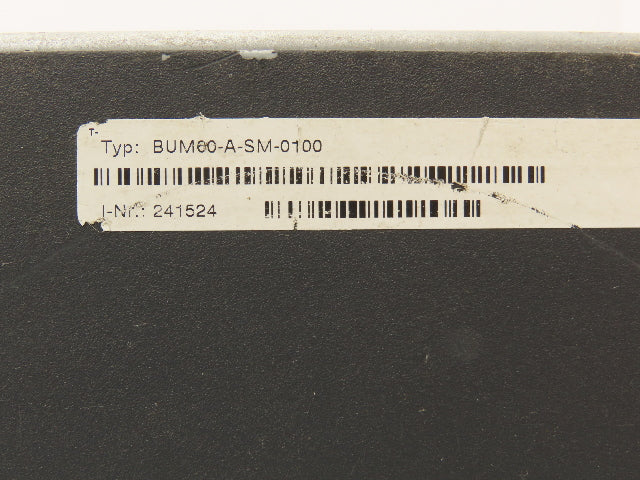 T-
Typ: BUM60-A-SM-0100
I-Nr.: 241524